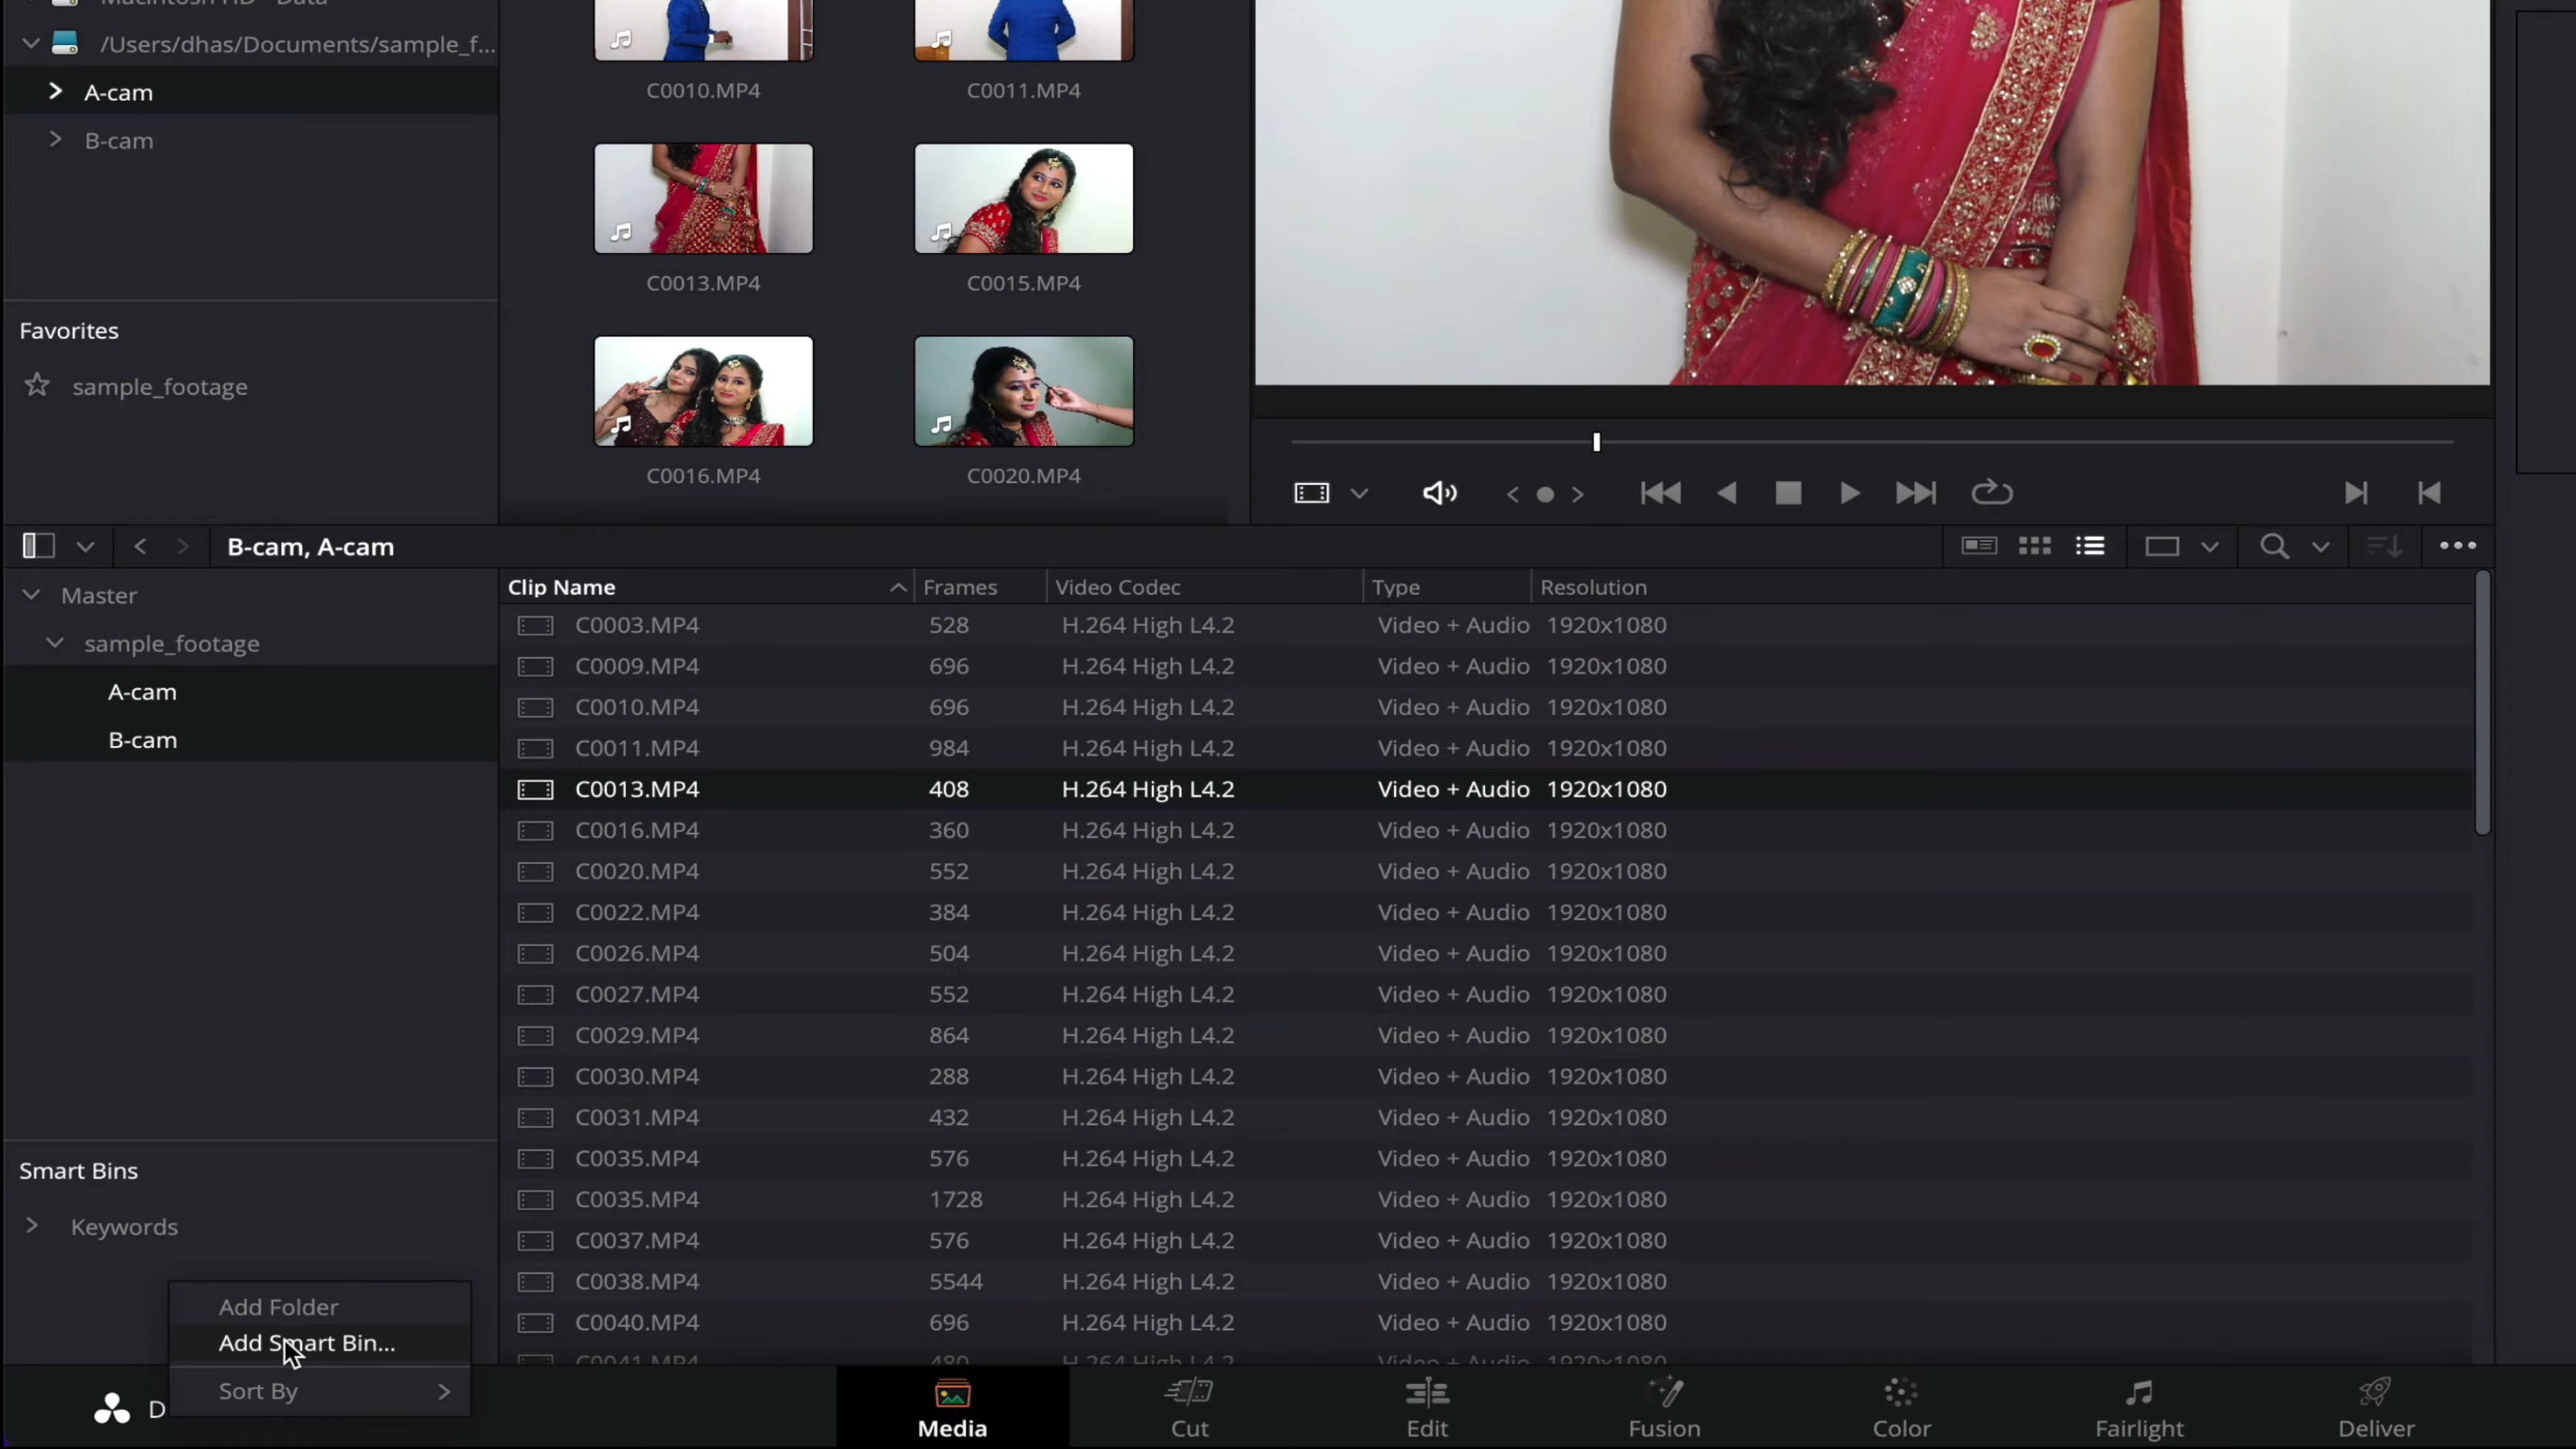 Macintosh HD - Data
/Users/dhas/Documents/sample_f...
A-cam
B-cam
C0010.MP4
C0011.MP4
C0013.MP4
C0015.MP4
C0016.MP4
C0020.MP4
Favorites
sample_footage
B-cam, A-cam
Master
sample_footage
A-cam
B-cam
Clip Name Frames Video Codec Type Resolution
C0003.MP4 528 H.264 High L4.2 Video + Audio 1920x1080
C0009.MP4 696 H.264 High L4.2 Video + Audio 1920x1080
C0010.MP4 696 H.264 High L4.2 Video + Audio 1920x1080
C0011.MP4 984 H.264 High L4.2 Video + Audio 1920x1080
C0013.MP4 408 H.264 High L4.2 Video + Audio 1920x1080
C0016.MP4 360 H.264 High L4.2 Video + Audio 1920x1080
C0020.MP4 552 H.264 High L4.2 Video + Audio 1920x1080
C0022.MP4 384 H.264 High L4.2 Video + Audio 1920x1080
C0026.MP4 504 H.264 High L4.2 Video + Audio 1920x1080
C0027.MP4 552 H.264 High L4.2 Video + Audio 1920x1080
C0029.MP4 864 H.264 High L4.2 Video + Audio 1920x1080
C0030.MP4 288 H.264 High L4.2 Video + Audio 1920x1080
C0031.MP4 432 H.264 High L4.2 Video + Audio 1920x1080
C0035.MP4 576 H.264 High L4.2 Video + Audio 1920x1080
C0035.MP4 1728 H.264 High L4.2 Video + Audio 1920x1080
C0037.MP4 576 H.264 High L4.2 Video + Audio 1920x1080
C0038.MP4 5544 H.264 High L4.2 Video + Audio 1920x1080
C0040.MP4 696 H.264 High L4.2 Video + Audio 1920x1080
Smart Bins
Keywords
Add Folder
Add Smart Bin...
Sort By
D
Media
Cut
Edit
Fusion
Color
Fairlight
Deliver